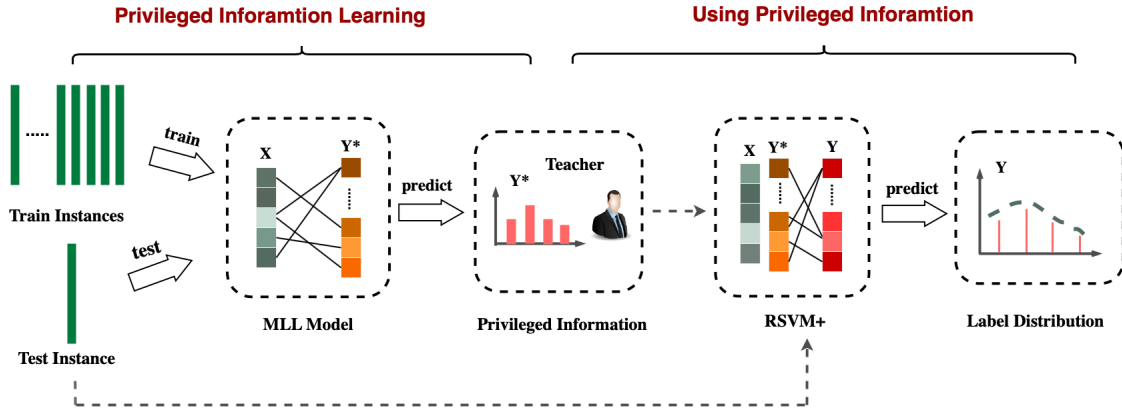 Privileged Inforamtion Learning
Using Privileged Inforamtion
.....
train
Train Instances
test
Test Instance
X
Y*
MLL Model
predict
Teacher
Y*
Privileged Information
X
Y*
Y
RSVM+
predict
Y
Label Distribution